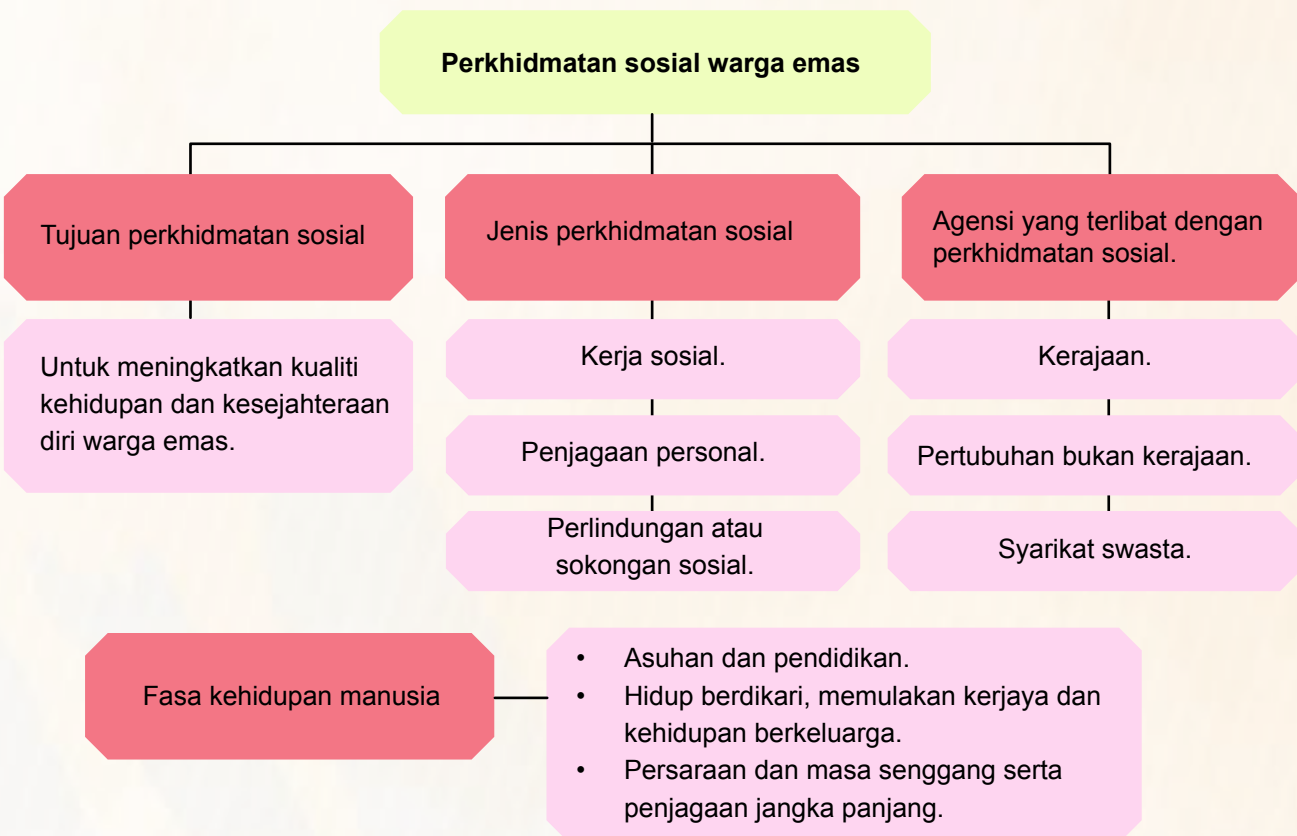 Perkhidmatan sosial warga emas
Tujuan perkhidmatan sosial
Untuk meningkatkan kualiti
kehidupan dan kesejahteraan
diri warga emas.
Jenis perkhidmatan sosial
Kerja sosial.
Penjagaan personal.
Perlindungan atau
sokongan sosial.
Agensi yang terlibat dengan
perkhidmatan sosial.
Kerajaan.
Pertubuhan bukan kerajaan.
Syarikat swasta.
Fasa kehidupan manusia
• Asuhan dan pendidikan.
• Hidup berdikari, memulakan kerjaya dan
kehidupan berkeluarga.
• Persaraan dan masa senggang serta
penjagaan jangka panjang.